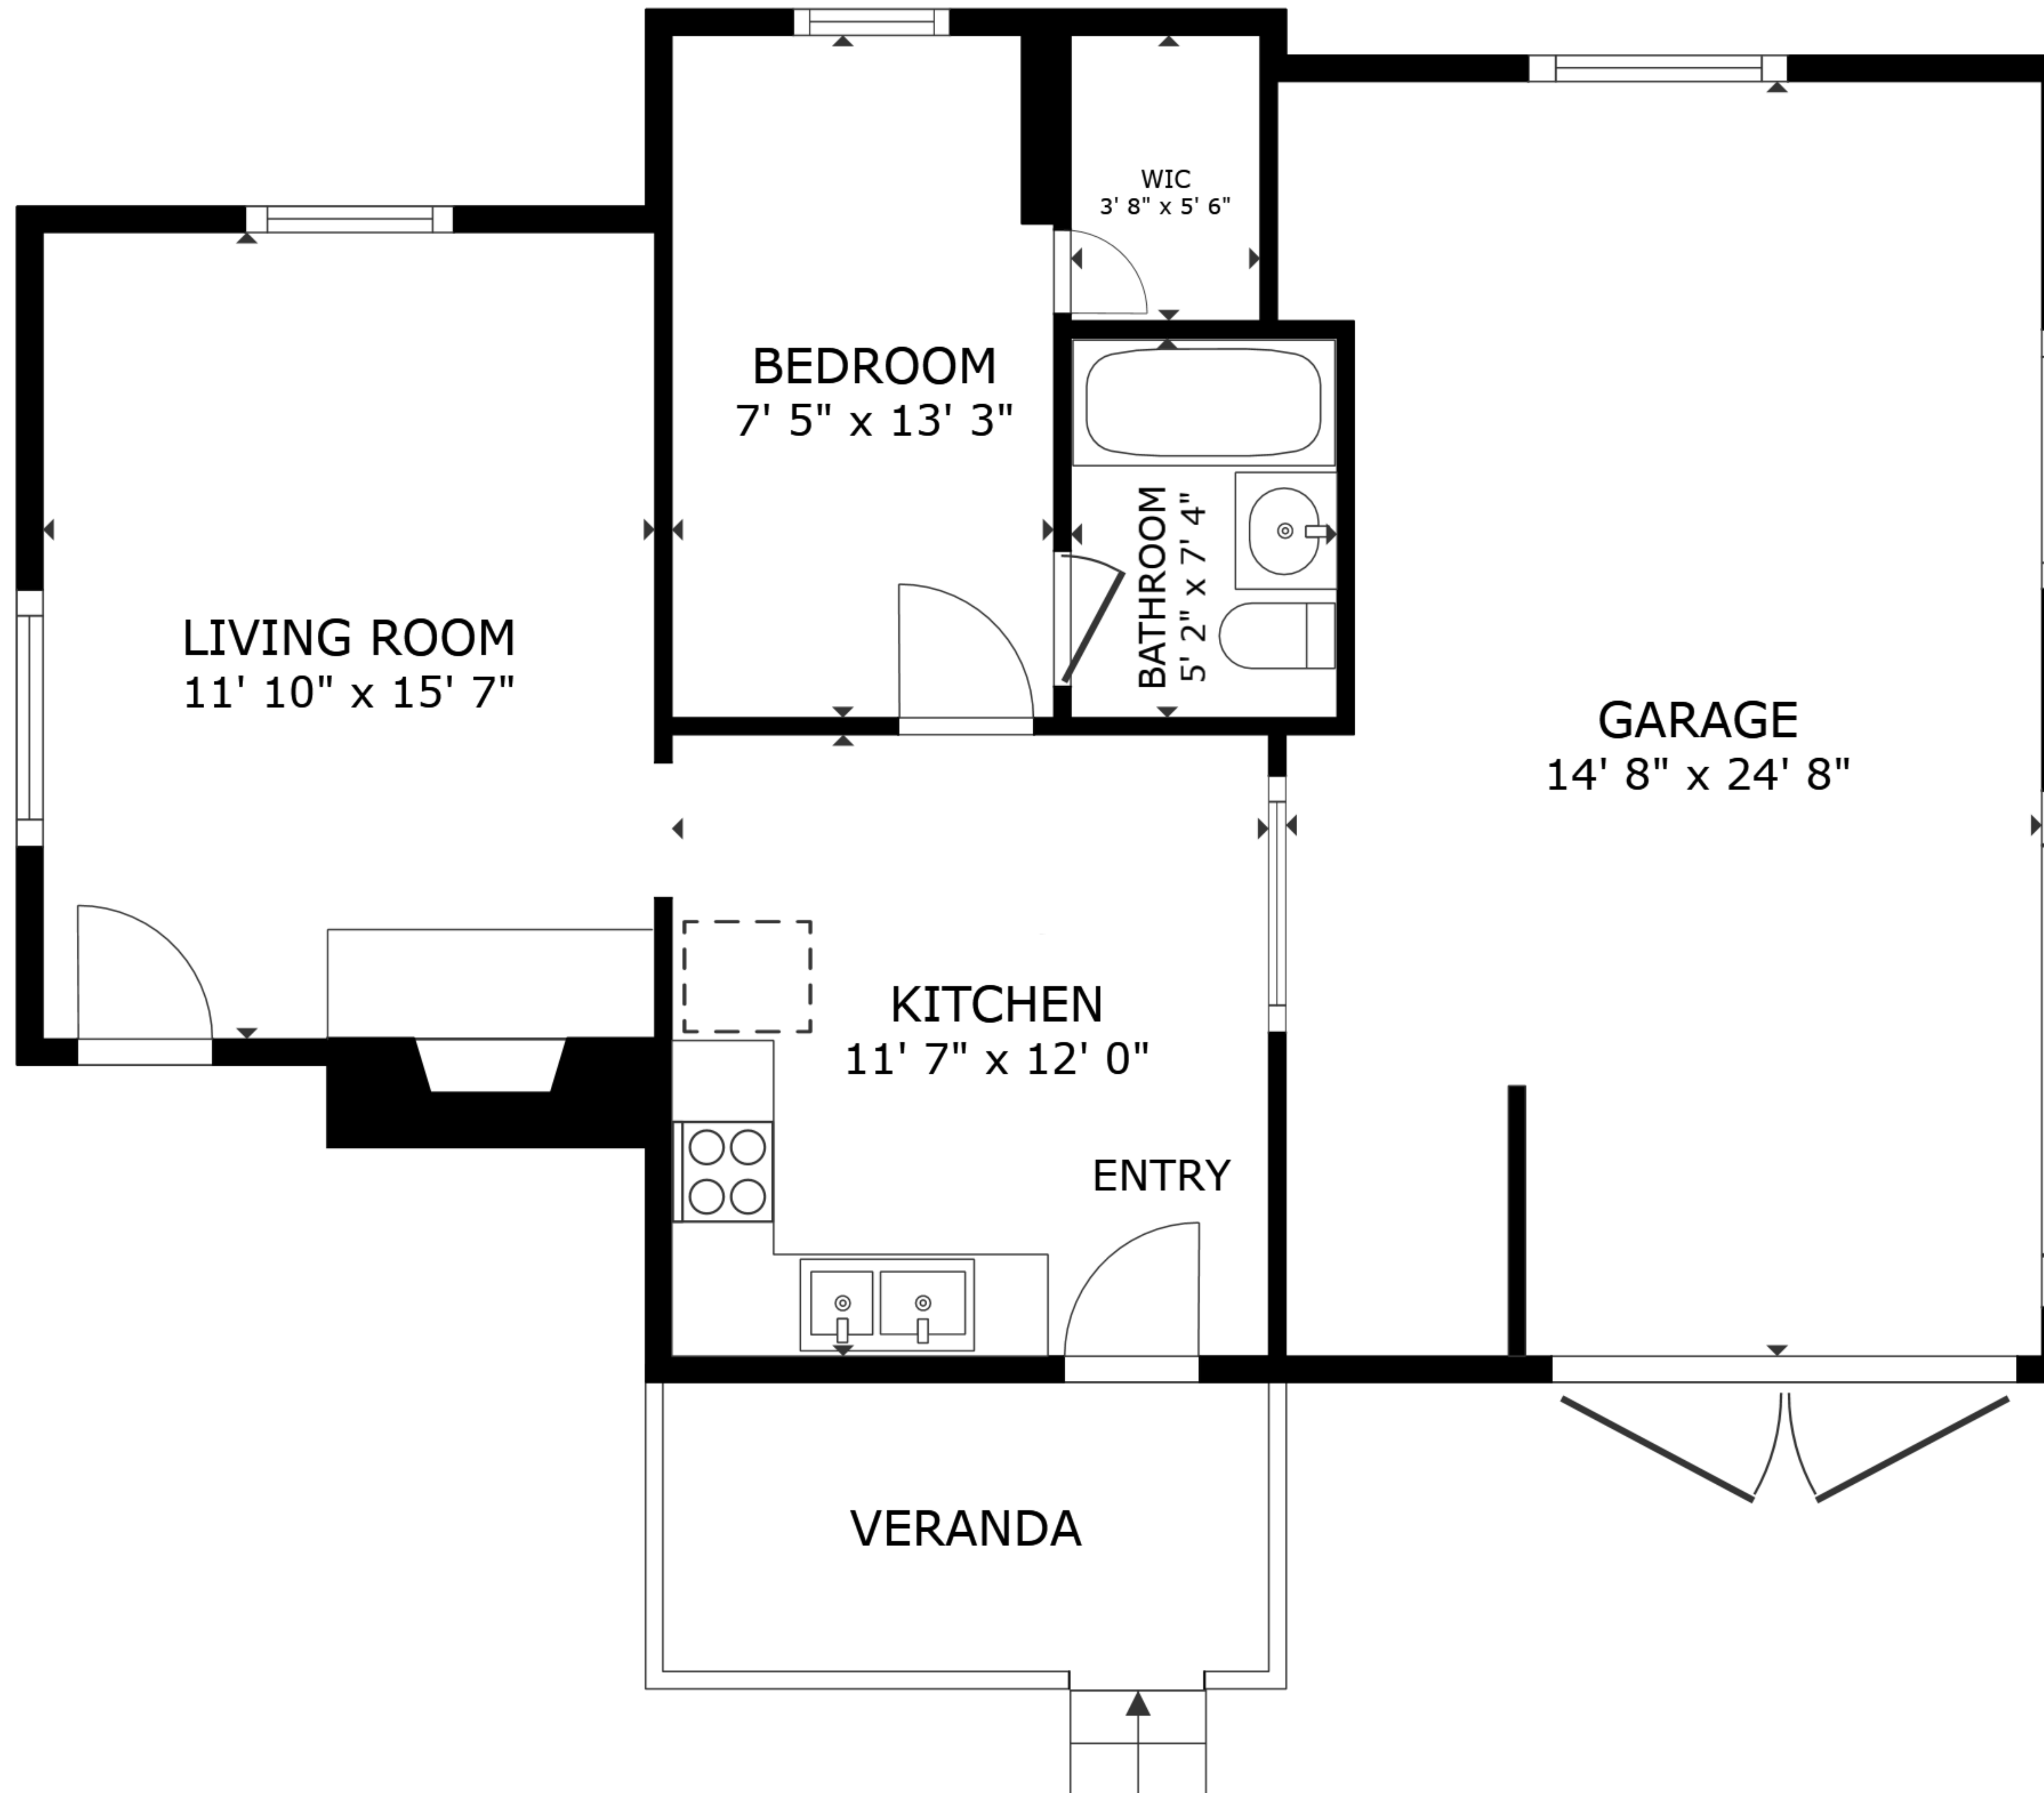 WIC
3' 8" x 5' 6"
BEDROOM
7' 5" x 13' 3"
BATHROOM
5' 2" x 7' 4"
LIVING ROOM
11' 10" x 15' 7"
GARAGE
14' 8" x 24' 8"
KITCHEN
11' 7" x 12' 0"
ENTRY
VERANDA